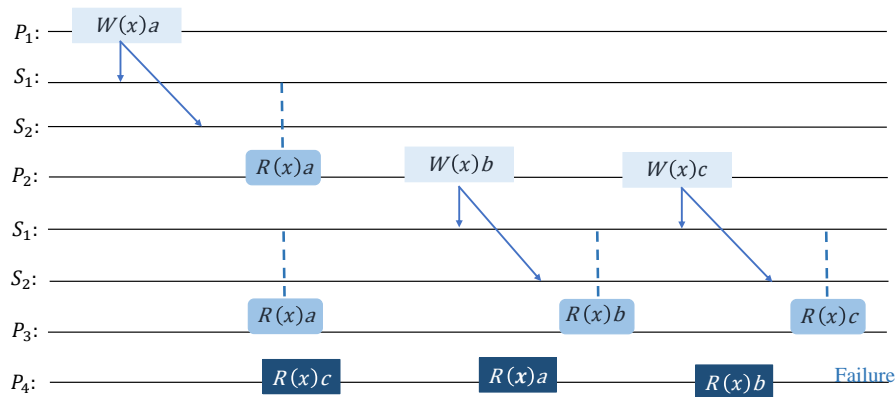 P₁: W(x)a
S₁:
S₂:
P₂: R(x)a W(x)b W(x)c
S₁:
S₂:
P₃: R(x)a R(x)b R(x)c
P₄: R(x)c R(x)a R(x)b Failure